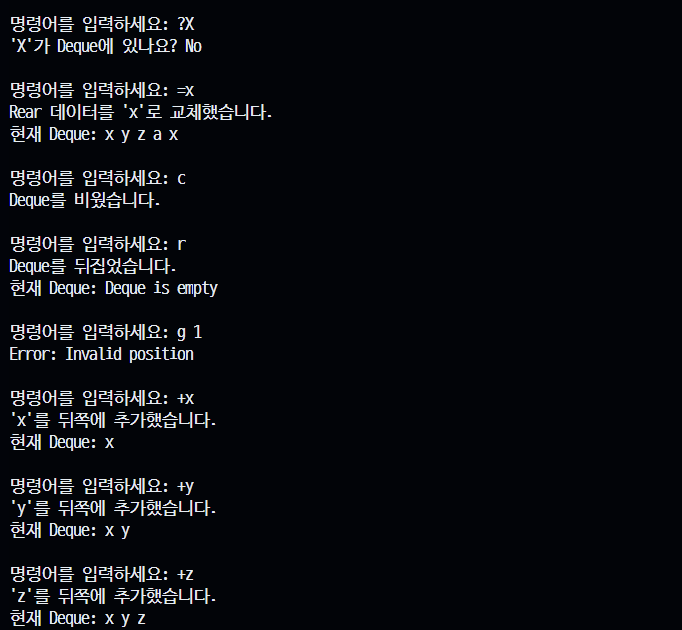 명령어를 입력하세요: ?X
'X'가 Deque에 있나요? No
명령어를 입력하세요: =x
Rear 데이터를 'x'로 교체했습니다.
현재 Deque: x y z a x
명령어를 입력하세요: c
Deque를 비웠습니다.
명령어를 입력하세요: r
Deque를 뒤집었습니다.
현재 Deque: Deque is empty
명령어를 입력하세요: g 1
Error: Invalid position
명령어를 입력하세요: +x
'x'를 뒤쪽에 추가했습니다.
현재 Deque: x
명령어를 입력하세요: +y
'y'를 뒤쪽에 추가했습니다.
현재 Deque: x y
명령어를 입력하세요: +z
'z'를 뒤쪽에 추가했습니다.
현재 Deque: x y z